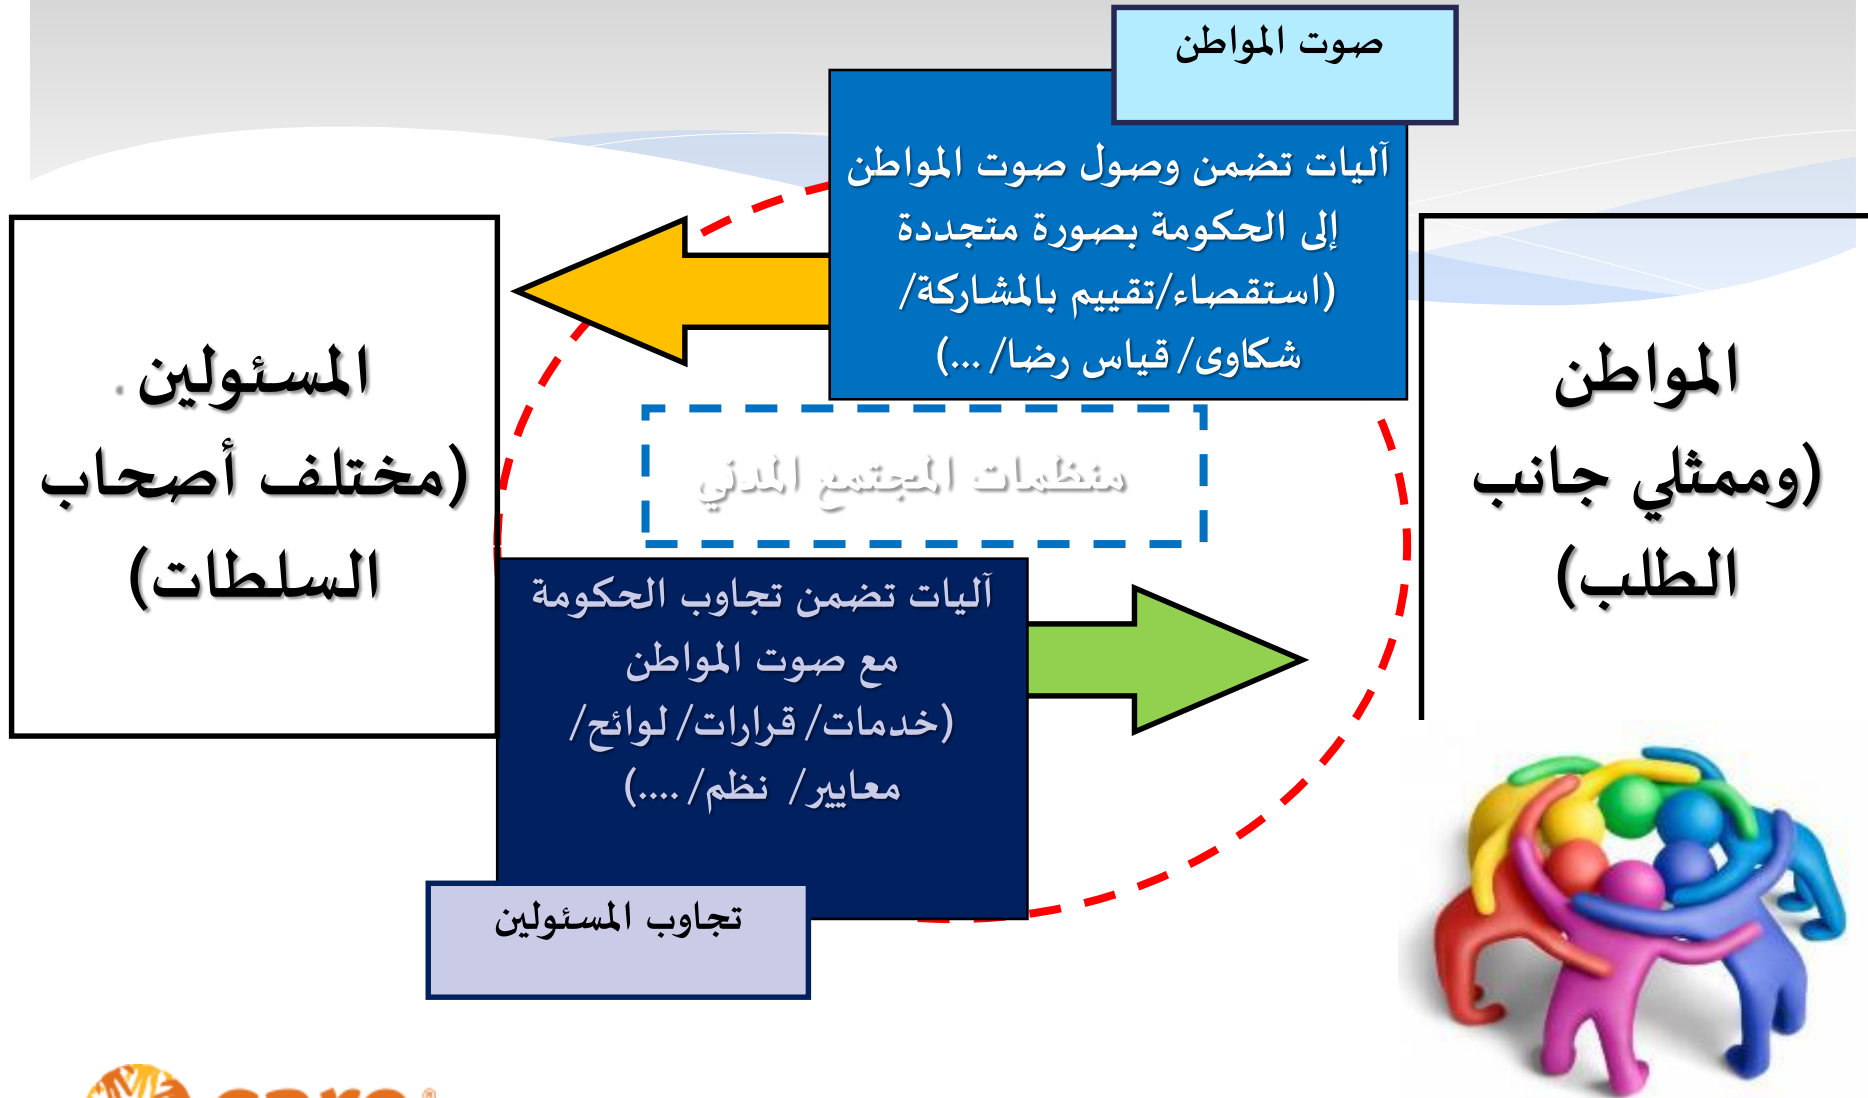 صوت المواطن
آليات تضمن وصول صوت المواطن
إلى الحكومة بصورة متجددة
(استقصاء/تقييم بالمشاركة/
شكاوى/ قياس رضا/ ...)
المواطن
(وممثلي جانب
الطلب)
منظمات المجتمع المدني
المسئولين .
(مختلف أصحاب
السلطات)
آليات تضمن تجاوب الحكومة
مع صوت المواطن
(خدمات/ قرارات/ لوائح/
معايير/ نظم/ ....)
تجاوب المسئولين
care®